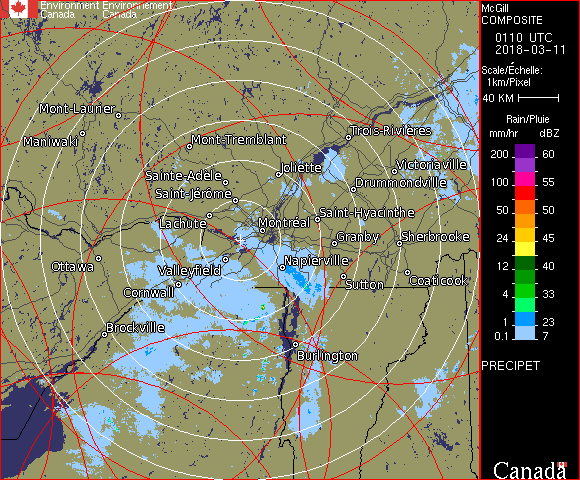 Environment Environnement
Canada Canada
McGill
COMPOSITE
0110 UTC
2018-03-11
Scale/Échelle:
1km/Pixel
40 KM
Rain/Pluie
mm/hr dBZ
200 60
100 55
50 50
24 45
12 40
4 33
1 23
0.1 7
PRECIPET
Canada
Mont-Laurier
Maniwaki
Mont-Tremblant
Trois-Rivières
Joliette
Victoriaville
Sainte-Adèle
Drummondville
Saint-Jérôme
Saint-Hyacinthe
Lachute
Montréal
Granby
Sherbrooke
Ottawa
Valleyfield
Napierville
Coaticook
Sutton
Cornwall
Brockville
Burlington